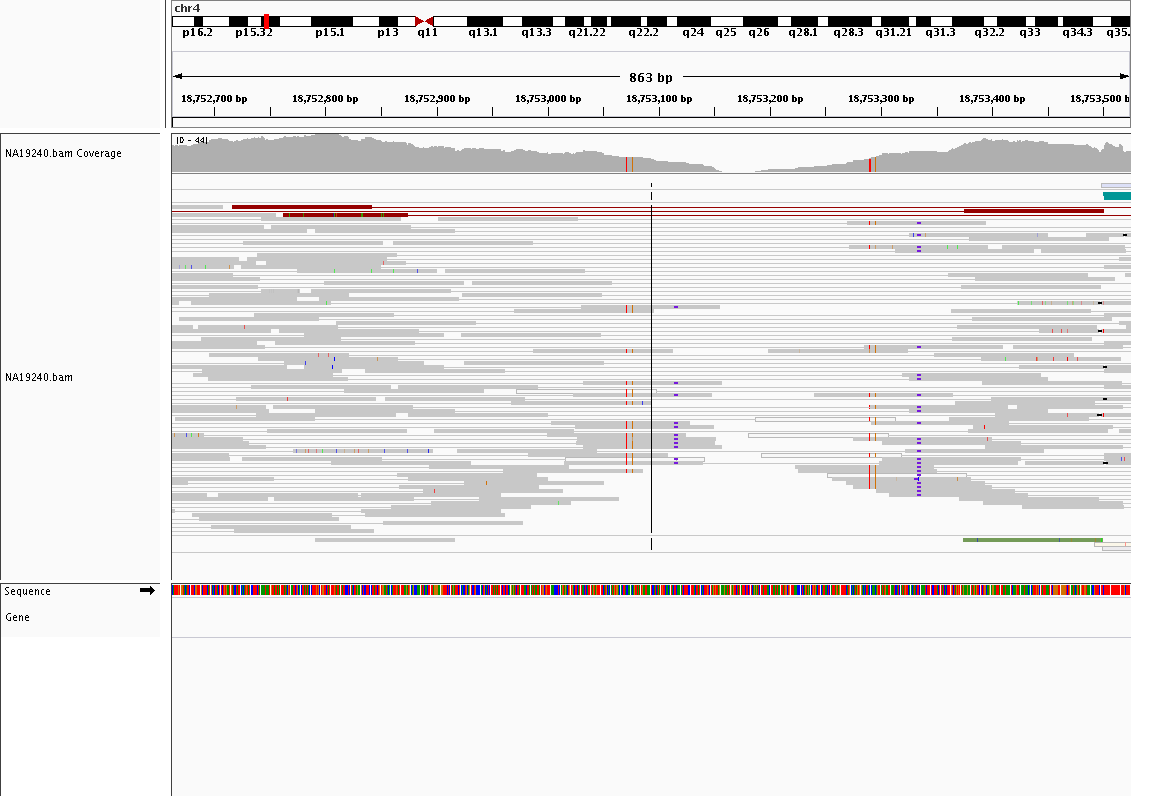 chr4
p16.2 p15.32 p15.1 p13 q11 q13.1 q13.3 q21.22 q22.2 q24 q25 q26 q28.1 q28.3 q31.21 q31.3 q32.2 q33 q34.3 q35.
863 bp
18,752,700 bp 18,752,800 bp 18,752,900 bp 18,753,000 bp 18,753,100 bp 18,753,200 bp 18,753,300 bp 18,753,400 bp 18,753,500 b
[0 - 44]
NA19240.bam Coverage
NA19240.bam
Sequence
Gene